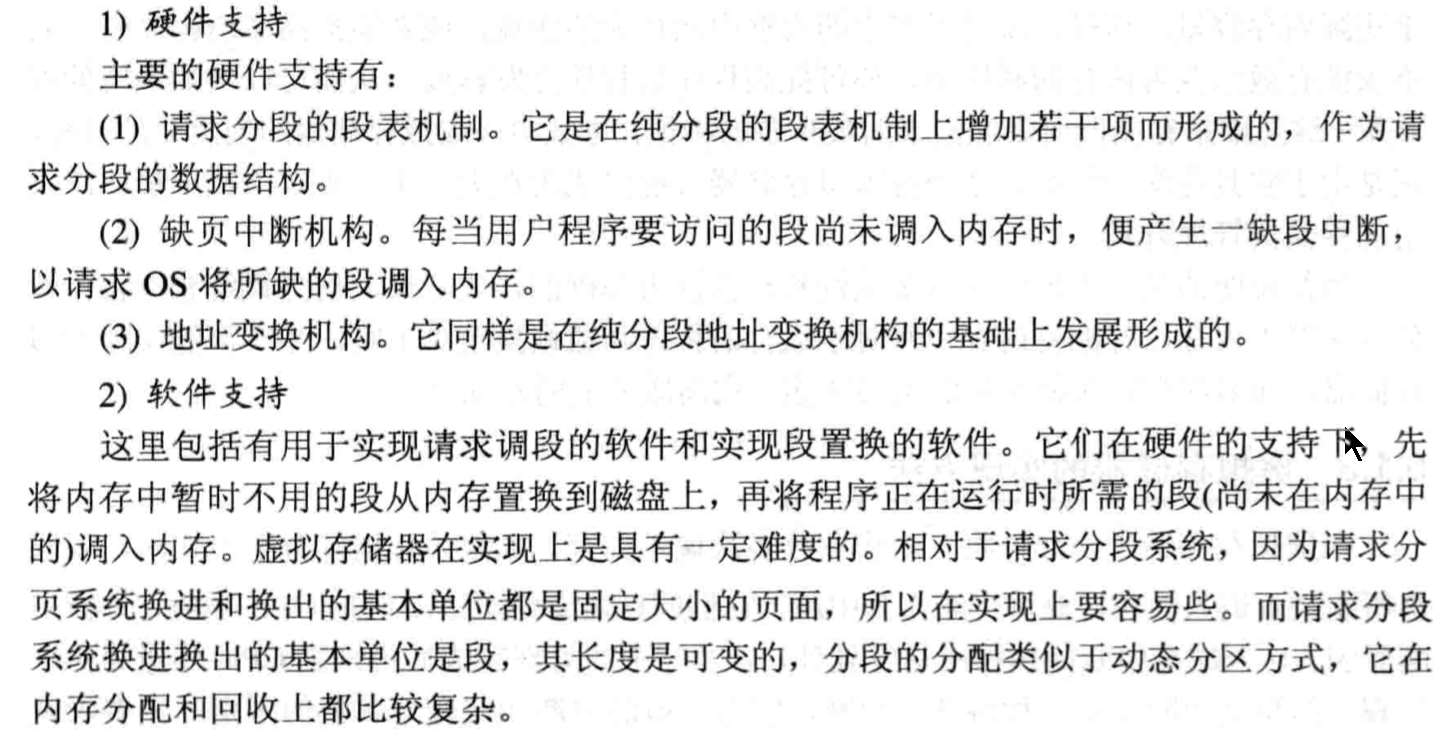 1) 硬件支持
主要的硬件支持有：
(1) 请求分段的段表机制。它是在纯分段的段表机制上增加若干项而形成的，作为请
求分段的数据结构。
(2) 缺页中断机构。每当用户程序要访问的段尚未调入内存时，便产生一缺段中断，
以请求 OS 将所缺的段调入内存。
(3) 地址变换机构。它同样是在纯分段地址变换机构的基础上发展形成的。
2) 软件支持
这里包括有用于实现请求调段的软件和实现段置换的软件。它们在硬件的支持下，先
将内存中暂时不用的段从内存置换到磁盘上，再将程序正在运行时所需的段(尚未在内存中
的)调入内存。虚拟存储器在实现上是具有一定难度的。相对于请求分段系统，因为请求分
页系统换进和换出的基本单位都是固定大小的页面，所以在实现上要容易些。而请求分段
系统换进换出的基本单位是段，其长度是可变的，分段的分配类似于动态分区方式，它在
内存分配和回收上都比较复杂。